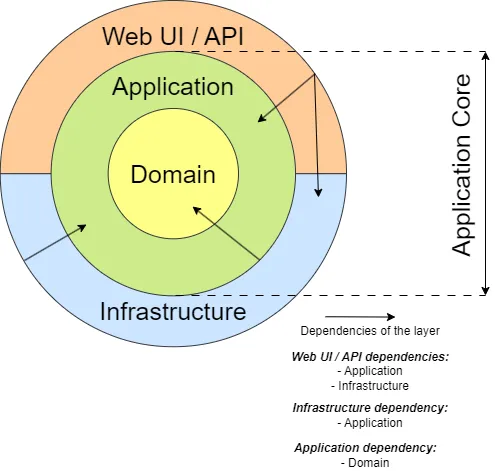 Web UI / API
Application
Domain
Infrastructure
Application Core
Dependencies of the layer
Web UI / API dependencies:
- Application
- Infrastructure
Infrastructure dependency:
- Application
Application dependency:
- Domain